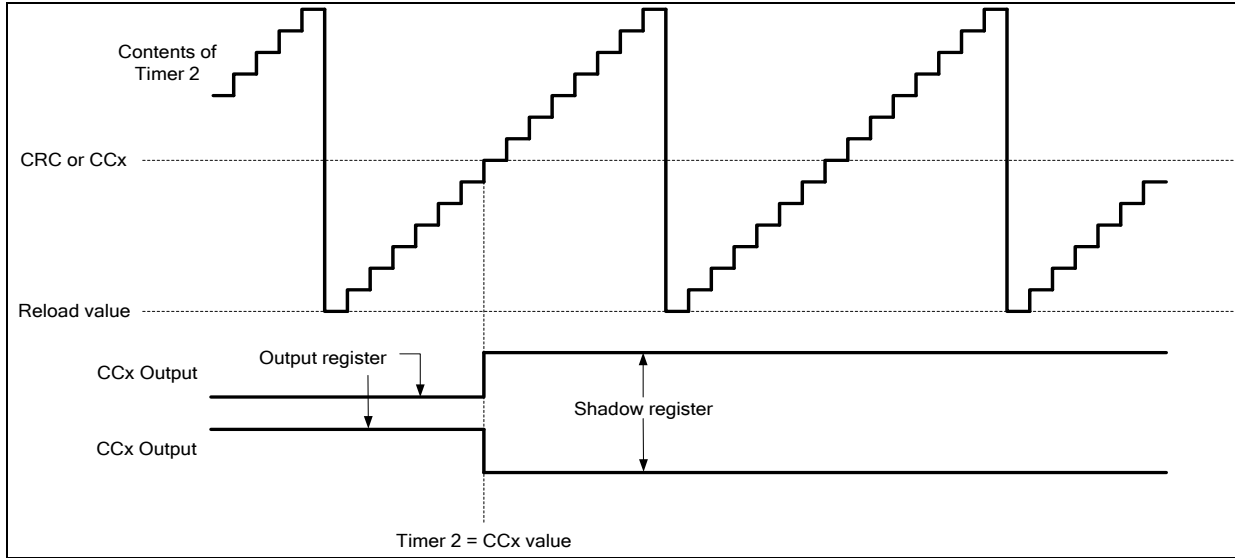 Contents of
Timer 2
CRC or CCx
Reload value
Output register
CCx Output
Shadow register
CCx Output
Timer 2 = CCx value